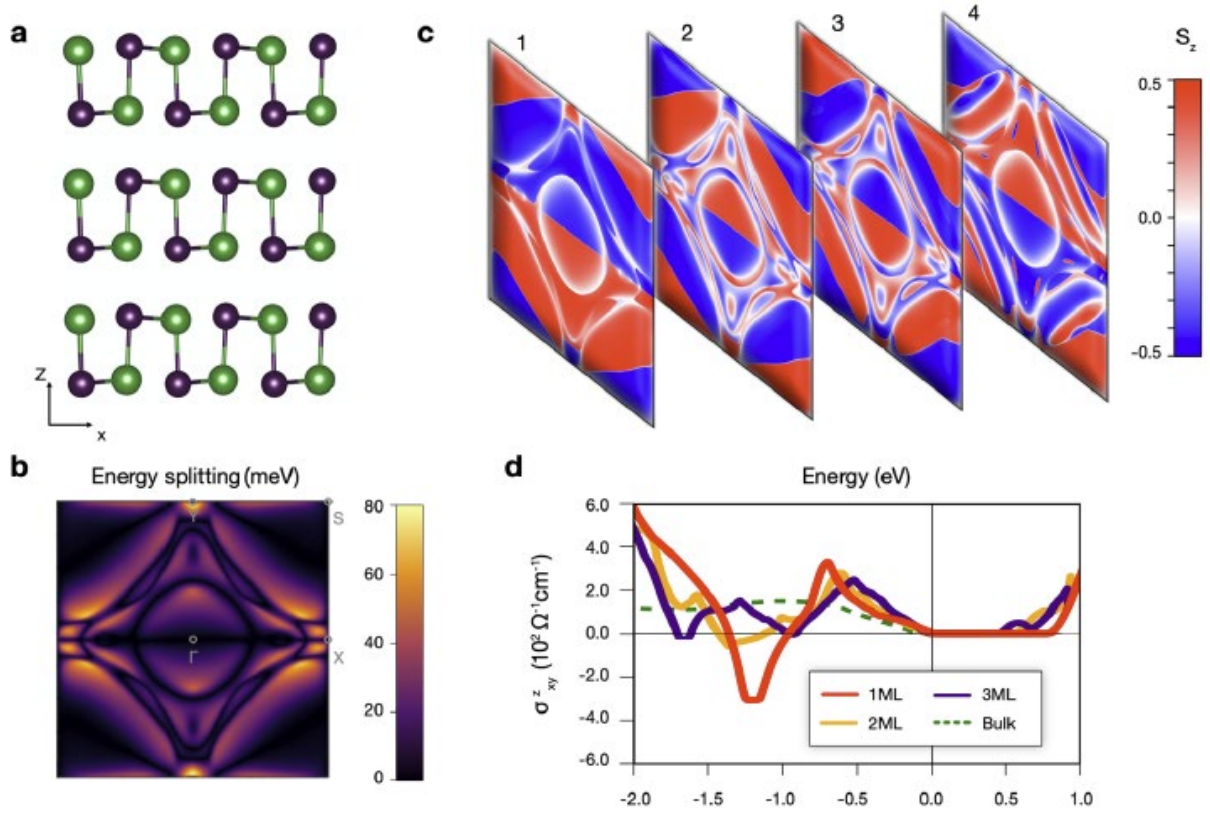 a
Z
x
b
Energy splitting (meV)
Y
S
Γ
X
80
60
40
20
0
c
1
2
3
4
S_z
0.5
0.0
-0.5
d
Energy (eV)
σ^z_xy (10² Ω⁻¹cm⁻¹)
6.0
4.0
2.0
0.0
-2.0
-4.0
-6.0
1ML
3ML
2ML
Bulk
-2.0 -1.5 -1.0 -0.5 0.0 0.5 1.0